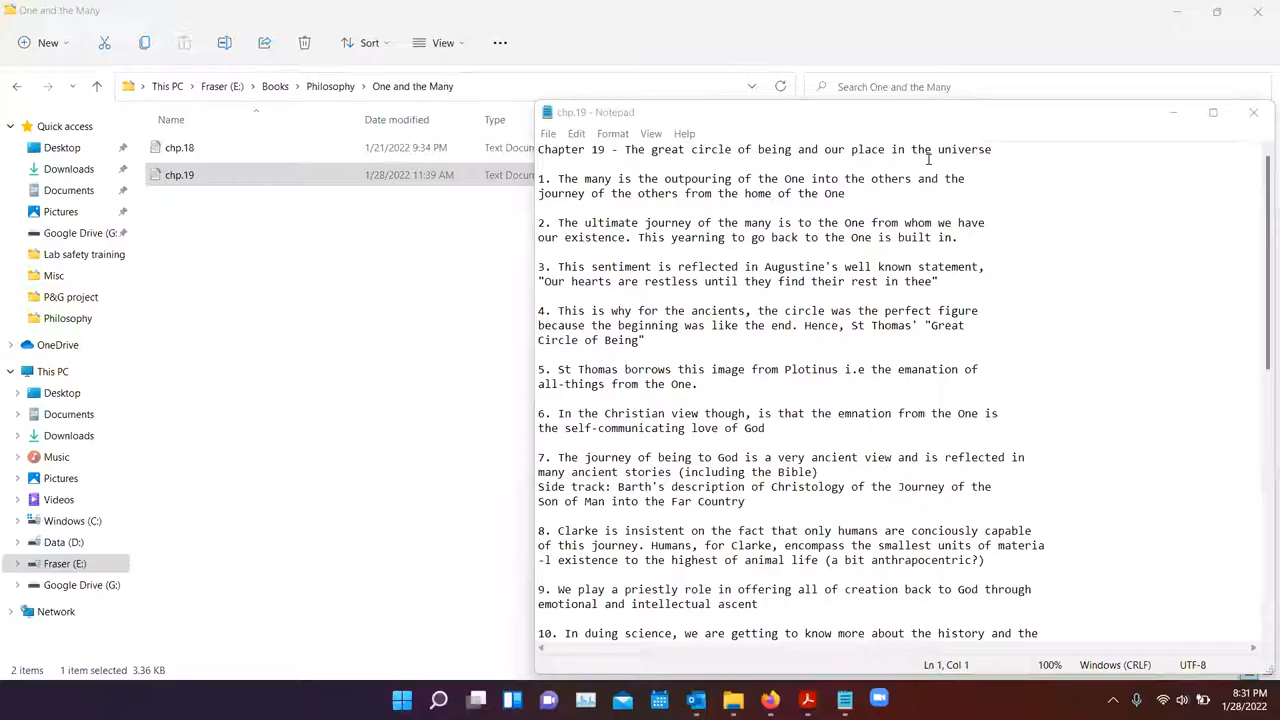 One and the Many
New
Sort
View
This PC
Fraser (E:)
Books
Philosophy
One and the Many
Search One and the Many
Quick access
Desktop
Downloads
Documents
Pictures
Google Drive (G:
Lab safety training
Misc
P&G project
Philosophy
OneDrive
This PC
Desktop
Documents
Downloads
Music
Pictures
Videos
Windows (C:)
Data (D:)
Fraser (E:)
Google Drive (G:)
Network
Name Date modified Type
chp.18 1/21/2022 9:34 PM Text Docun
chp.19 1/28/2022 11:39 AM Text Docun
2 items 1 item selected 3.36 KB
chp.19 - Notepad
File Edit Format View Help
Chapter 19 - The great circle of being and our place in the universe
1. The many is the outpouring of the One into the others and the
journey of the others from the home of the One
2. The ultimate journey of the many is to the One from whom we have
our existence. This yearning to go back to the One is built in.
3. This sentiment is reflected in Augustine's well known statement,
"Our hearts are restless until they find their rest in thee"
4. This is why for the ancients, the circle was the perfect figure
because the beginning was like the end. Hence, St Thomas' "Great
Circle of Being"
5. St Thomas borrows this image from Plotinus i.e the emanation of
all-things from the One.
6. In the Christian view though, is that the emnation from the One is
the self-communicating love of God
7. The journey of being to God is a very ancient view and is reflected in
many ancient stories (including the Bible)
Side track: Barth's description of Christology of the Journey of the
Son of Man into the Far Country
8. Clarke is insistent on the fact that only humans are conciously capable
of this journey. Humans, for Clarke, encompass the smallest units of materia
-l existence to the highest of animal life (a bit anthrapocentric?)
9. We play a priestly role in offering all of creation back to God through
emotional and intellectual ascent
10. In duing science, we are getting to know more about the history and the
Ln 1, Col 1 100% Windows (CRLF) UTF-8
8:31 PM
1/28/2022